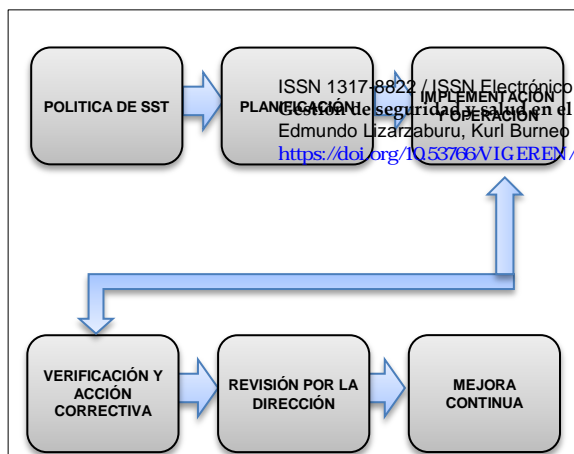 POLITICA DE SST
PLANIFICACIÓN
IMPLEMENTACIÓN
Y OPERACIÓN
ISSN 1317-8822 / ISSN Electrónico
Gestión de seguridad y salud en el
Edmundo Lizarzaburu, Kurl Burneo
https://doi.org/10.53766/VIGEREN/
VERIFICACIÓN Y
ACCIÓN
CORRECTIVA
REVISIÓN POR LA
DIRECCIÓN
MEJORA
CONTINUA